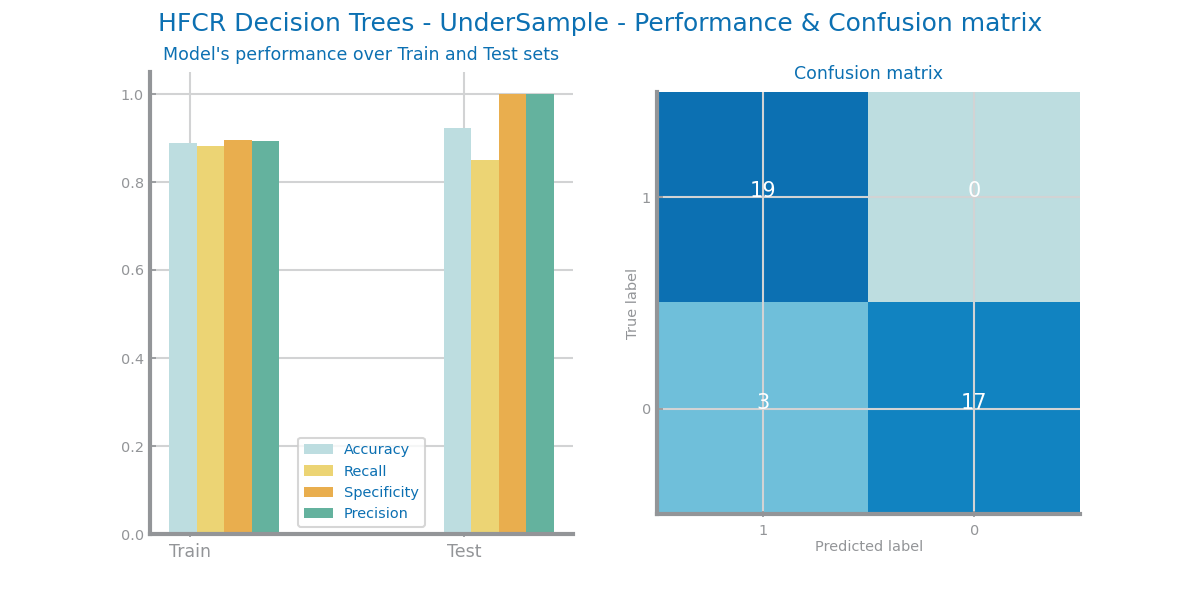 HFCR Decision Trees - UnderSample - Performance & Confusion matrix
Model's performance over Train and Test sets
1.0
0.8
0.6
0.4
0.2
0.0
Train
Test
Accuracy
Recall
Specificity
Precision
Confusion matrix
True label
1
0
19
0
3
17
1
0
Predicted label